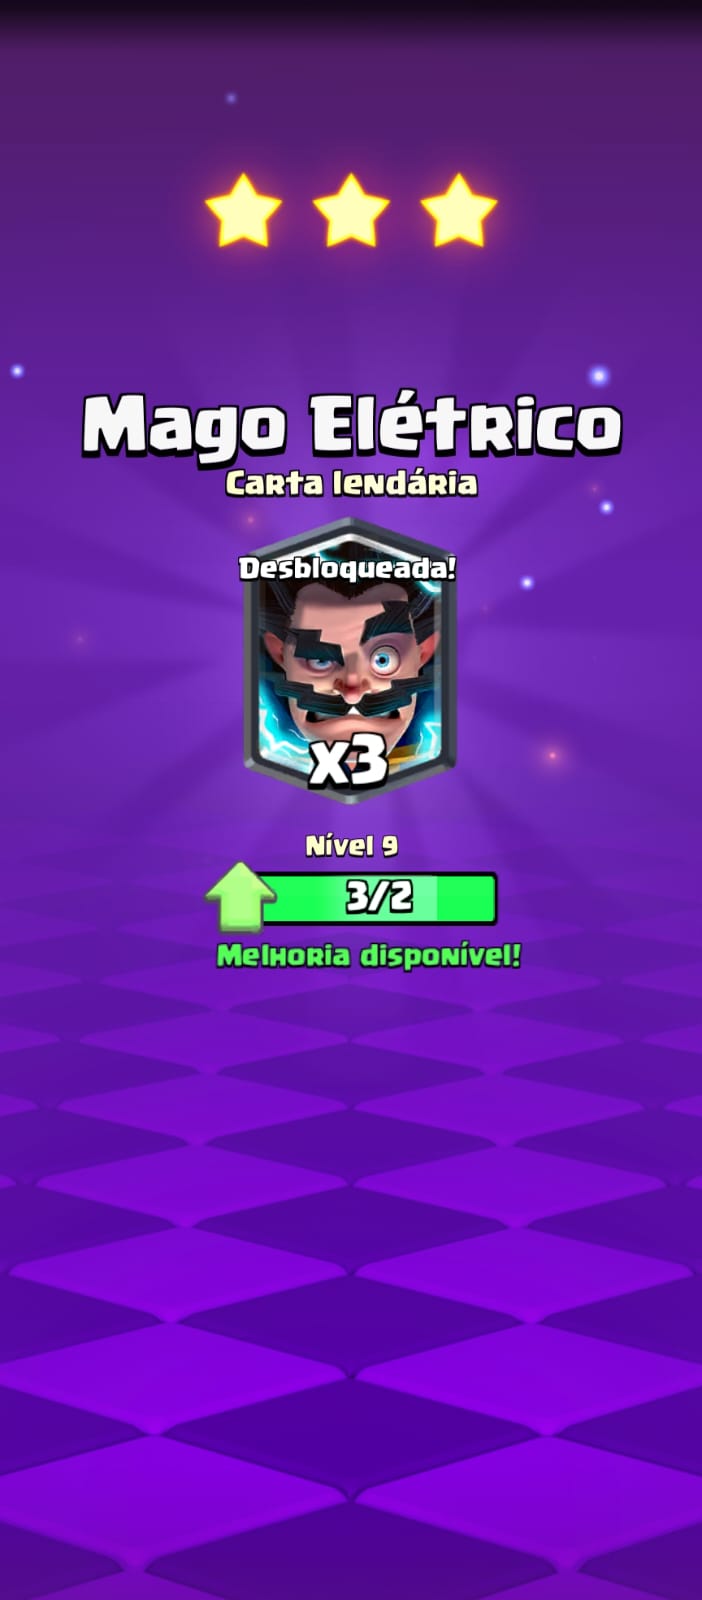 Mago Elétrico
Carta lendária
Desbloqueada!
x3
Nível 9
3/2
Melhoria disponível!